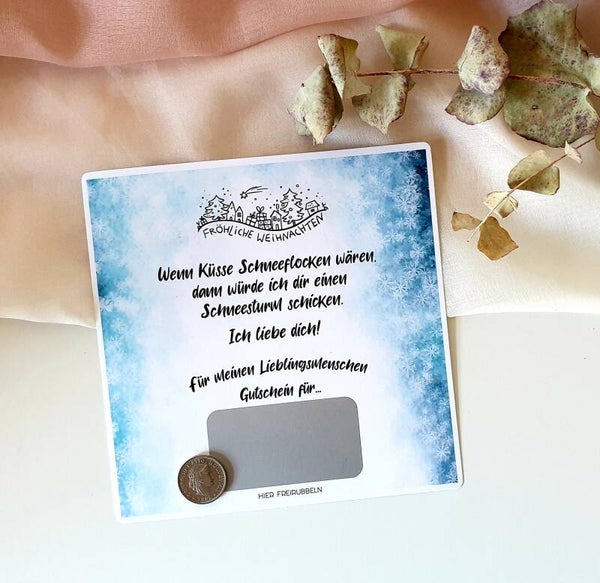 FRÖHLICHE WEIHNACHTEN
Wenn Küsse Schneeflocken wären,
dann würde ich dir einen
Schneesturm schicken.
Ich liebe dich!
Für meinen Lieblingsmenschen
Gutschein für...
HIER FREIRUBBELN